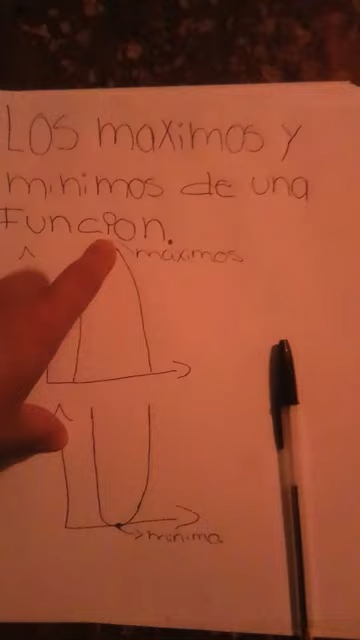 Los maximos y
minimos de una
Funcion.
maximos
minima